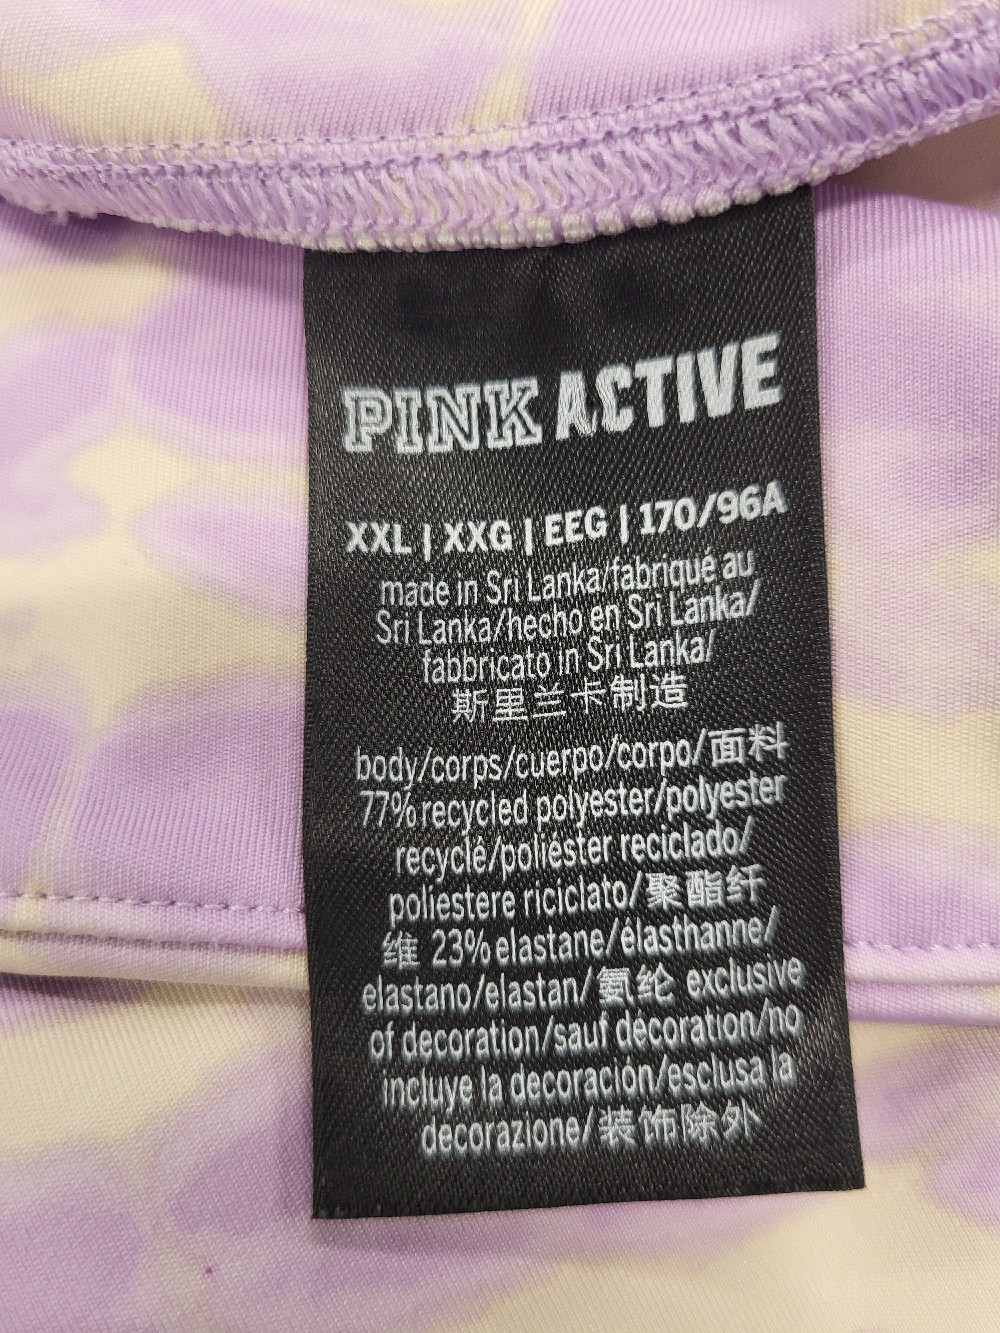 PINK ACTIVE
XXL | XXG | EEG | 170/96A
made in Sri Lanka/fabriqué au
Sri Lanka/hecho en Sri Lanka/
fabbricato in Sri Lanka/
斯里兰卡制造
body/corps/cuerpo/corpo/面料
77% recycled polyester/polyester
recyclé/poliéster reciclado/
poliestere riciclato/聚酯纤
维 23% elastane/élasthanne/
elastano/elastan/氨纶 exclusive
of decoration/sauf décoration/no
incluye la decoración/esclusa la
decorazione/装饰除外